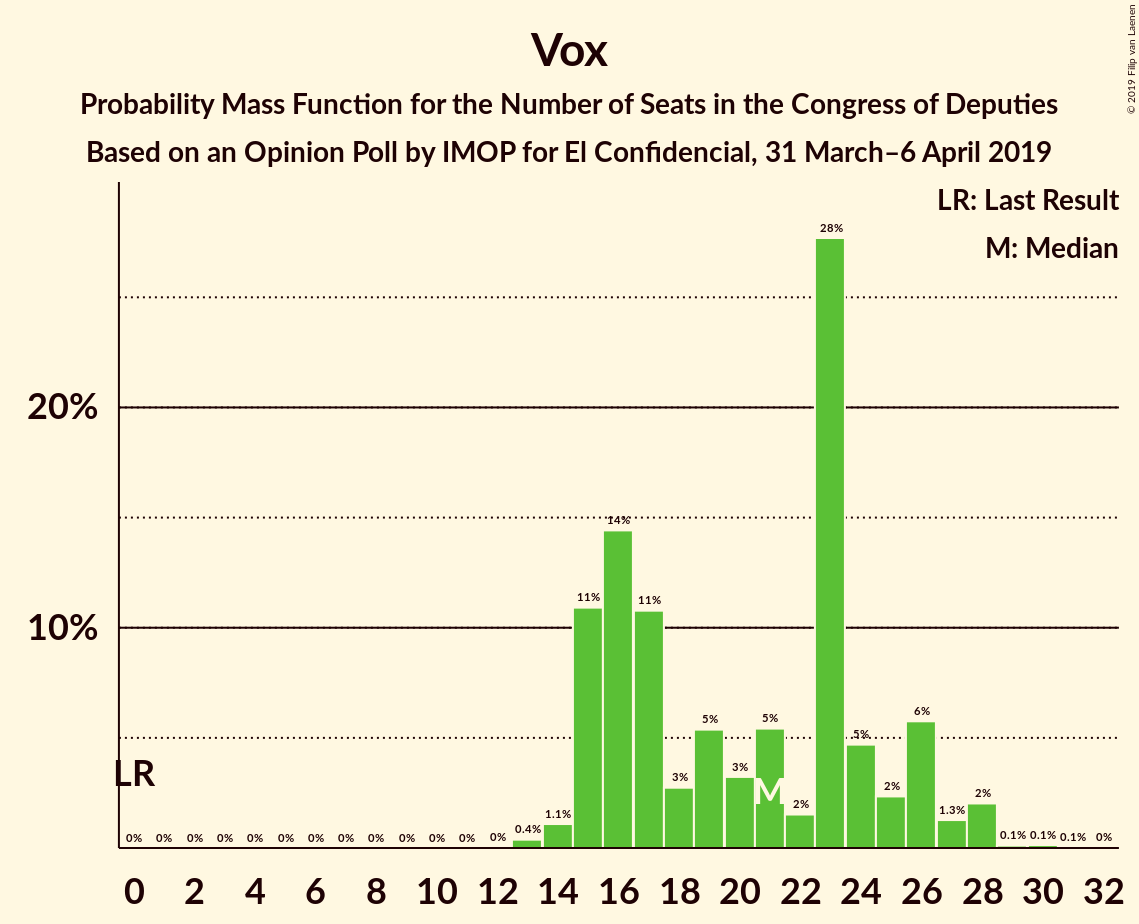 Vox
Probability Mass Function for the Number of Seats in the Congress of Deputies
Based on an Opinion Poll by IMOP for El Confidencial, 31 March–6 April 2019
© 2019 Filip van Laenen
LR: Last Result
M: Median
20%
10%
LR
M
0% 0% 0% 0% 0% 0% 0% 0% 0% 0% 0% 0% 0% 0.4% 1.1% 11% 14% 11% 3% 5% 3% 5% 2% 28% 5% 2% 6% 1.3% 2% 0.1% 0.1% 0.1% 0%
0 2 4 6 8 10 12 14 16 18 20 22 24 26 28 30 32